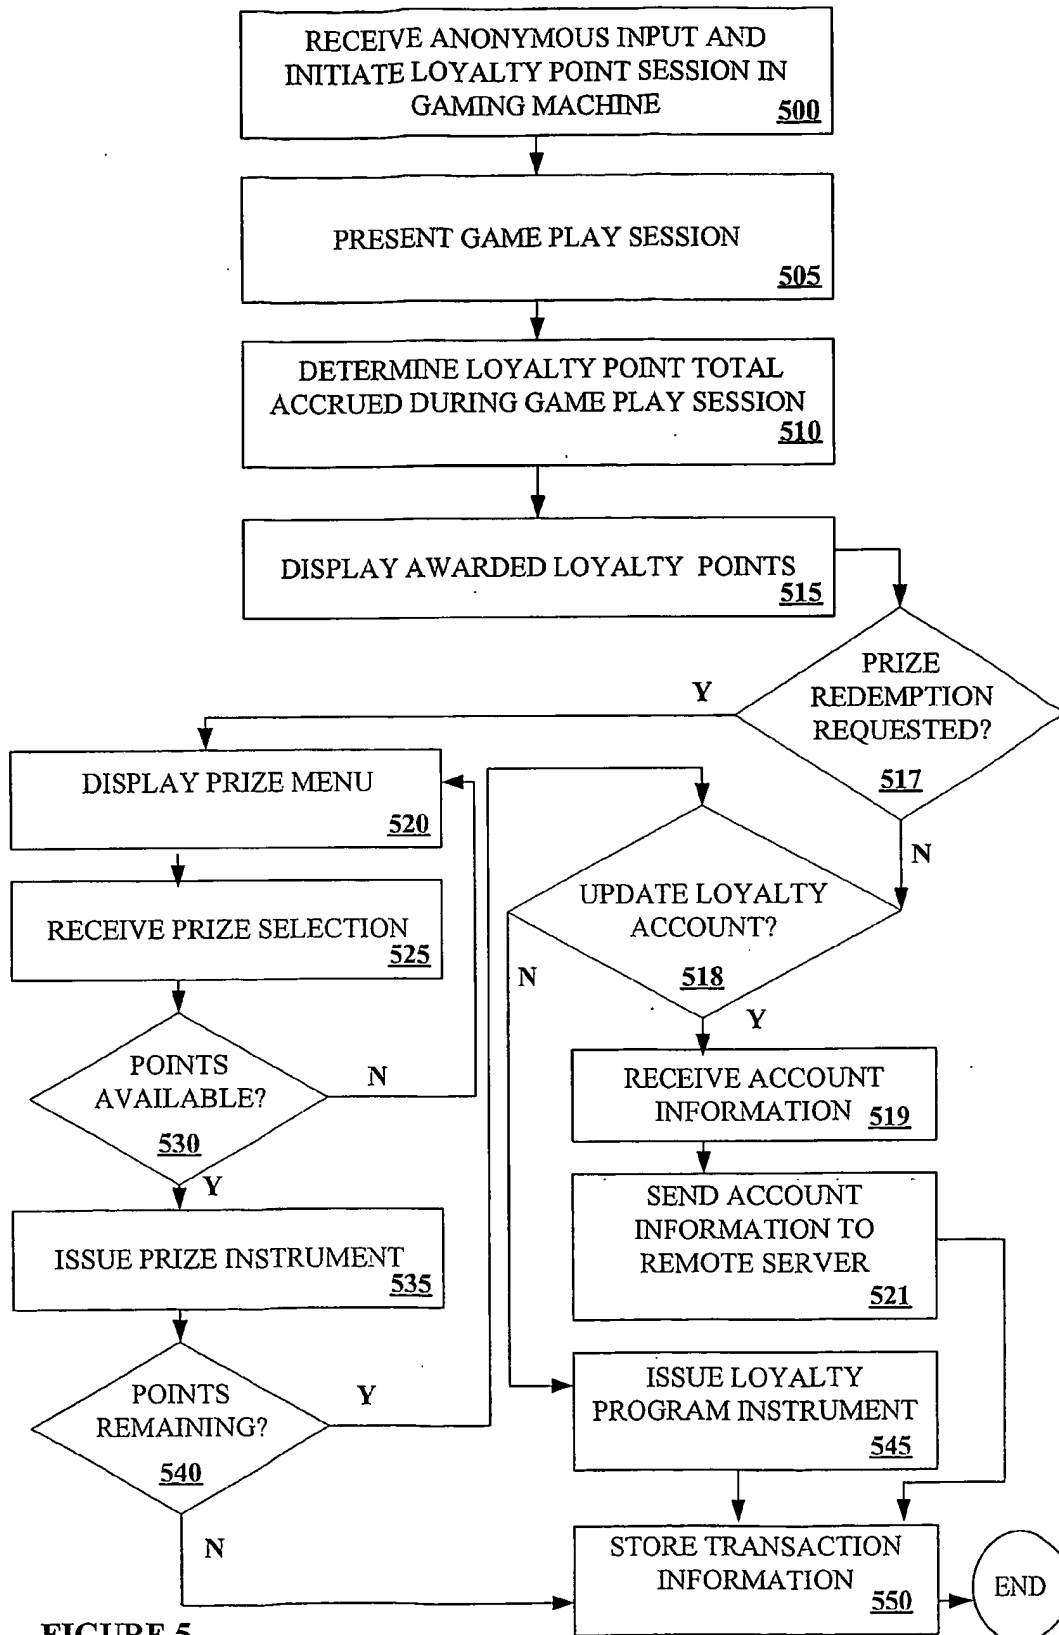 RECEIVE ANONYMOUS INPUT AND
INITIATE LOYALTY POINT SESSION IN
GAMING MACHINE
500
PRESENT GAME PLAY SESSION
505
DETERMINE LOYALTY POINT TOTAL
ACCRUED DURING GAME PLAY SESSION
510
DISPLAY AWARDED LOYALTY POINTS
515
PRIZE
REDEMPTION
REQUESTED?
517
Y
N
DISPLAY PRIZE MENU
520
RECEIVE PRIZE SELECTION
525
POINTS
AVAILABLE?
530
N
Y
ISSUE PRIZE INSTRUMENT
535
POINTS
REMAINING?
540
Y
N
UPDATE LOYALTY
ACCOUNT?
518
N
Y
RECEIVE ACCOUNT
INFORMATION 519
SEND ACCOUNT
INFORMATION TO
REMOTE SERVER
521
ISSUE LOYALTY
PROGRAM INSTRUMENT
545
STORE TRANSACTION
INFORMATION
550
END
FIGURE 5